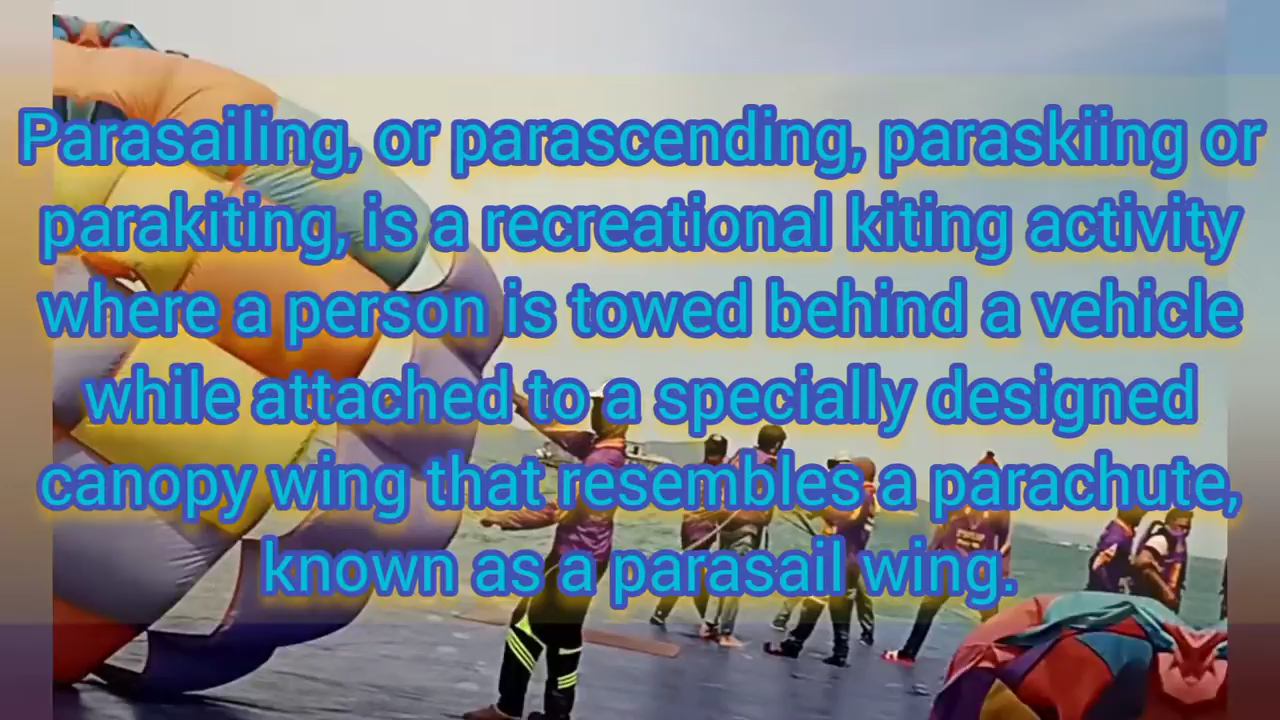 Parasailing, or parascending, paraskiing or
parakiting, is a recreational kiting activity
where a person is towed behind a vehicle
while attached to a specially designed
canopy wing that resembles a parachute,
known as a parasail wing.